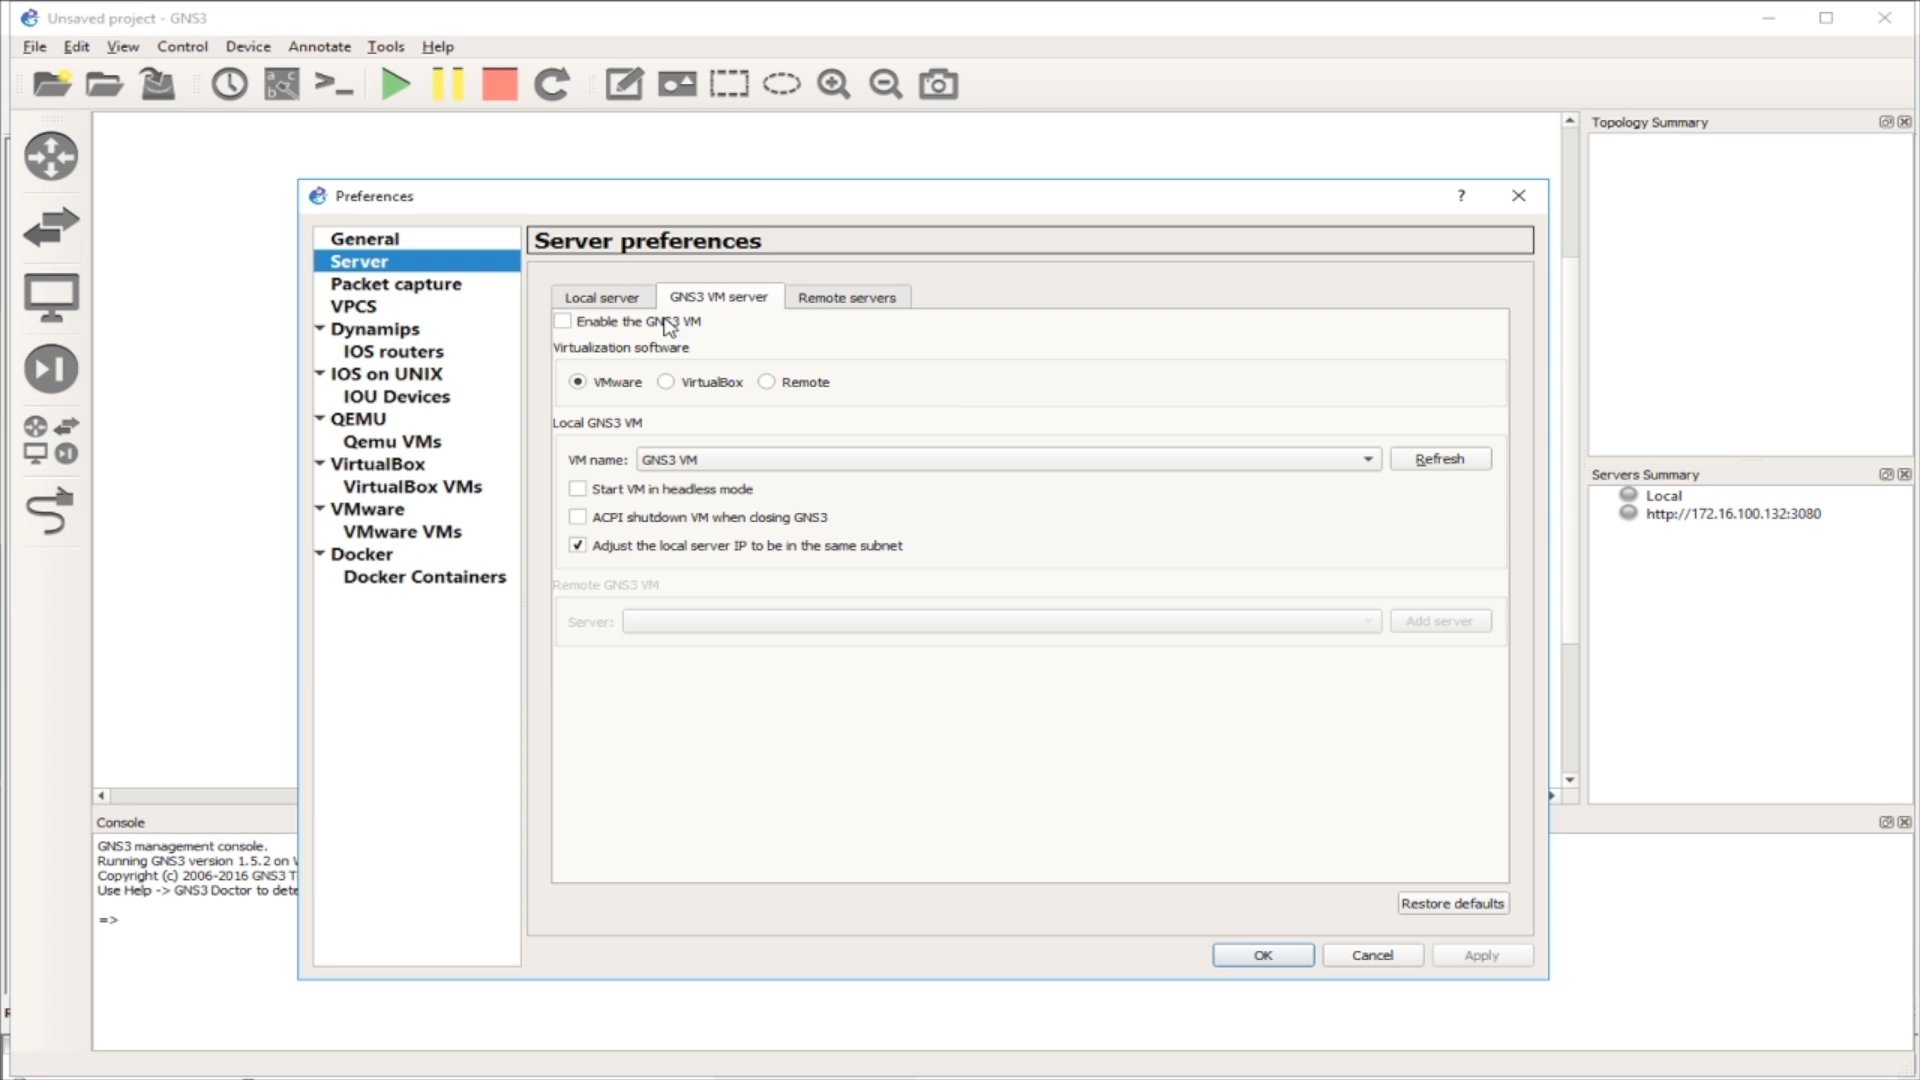 Unsaved project - GNS3
File Edit View Control Device Annotate Tools Help
Topology Summary
Preferences
?
General
Server
Packet capture
VPCS
Dynamips
IOS routers
IOS on UNIX
IOU Devices
QEMU
Qemu VMs
VirtualBox
VirtualBox VMs
VMware
VMware VMs
Docker
Docker Containers
Server preferences
Local server GNS3 VM server Remote servers
Enable the GNS3 VM
Virtualization software
VMware VirtualBox Remote
Local GNS3 VM
VM name: GNS3 VM Refresh
Start VM in headless mode
ACPI shutdown VM when closing GNS3
Adjust the local server IP to be in the same subnet
Remote GNS3 VM
Server: Add server
Restore defaults
OK Cancel Apply
Servers Summary
Local
http://172.16.100.132:3080
Console
GNS3 management console.
Running GNS3 version 1.5.2 on
Copyright (c) 2006-2016 GNS3 T
Use Help -> GNS3 Doctor to dete
=>